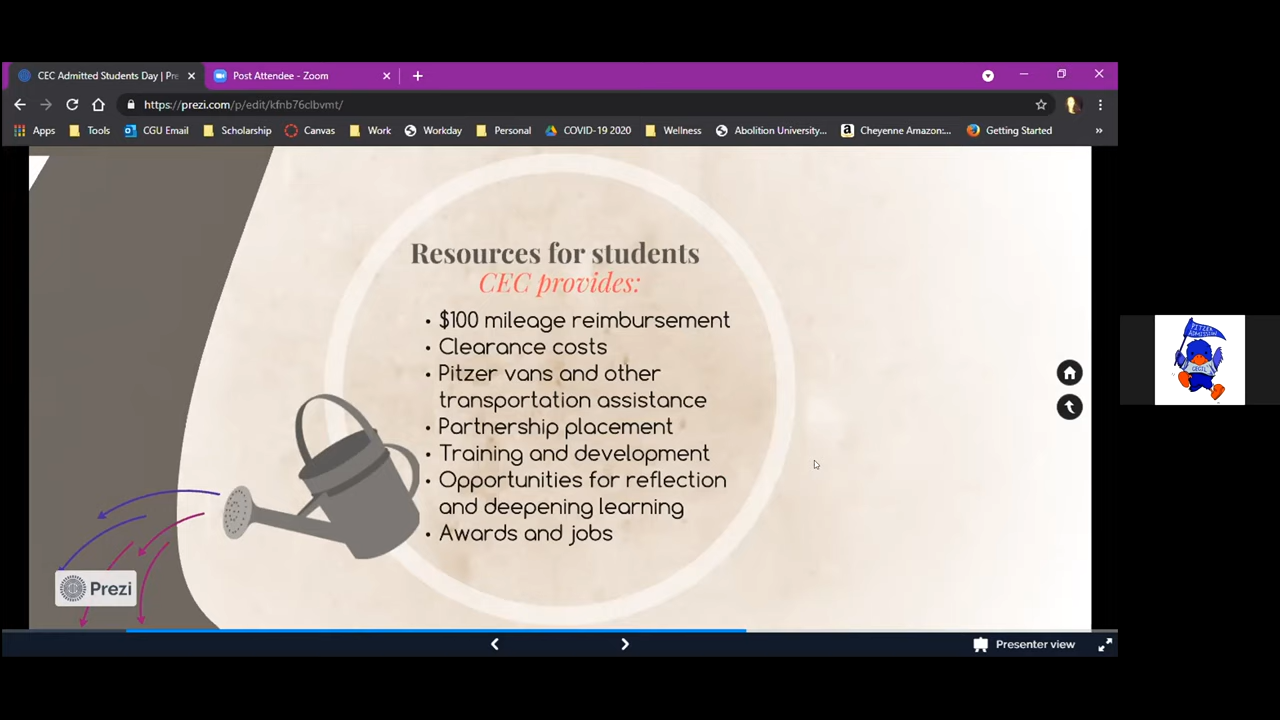 CEC Admitted Students Day | Pre
Post Attendee - Zoom
https://prezi.com/p/edit/kfnb76clbvmt/
Apps
Tools
CGU Email
Scholarship
Canvas
Work
Workday
Personal
COVID-19 2020
Wellness
Abolition University...
Cheyenne Amazon:...
Getting Started
»
Resources for students
CEC provides:
• $100 mileage reimbursement
• Clearance costs
• Pitzer vans and other
transportation assistance
• Partnership placement
• Training and development
• Opportunities for reflection
and deepening learning
• Awards and jobs
PITZER
ADMISSION
CECIL
Prezi
Presenter view